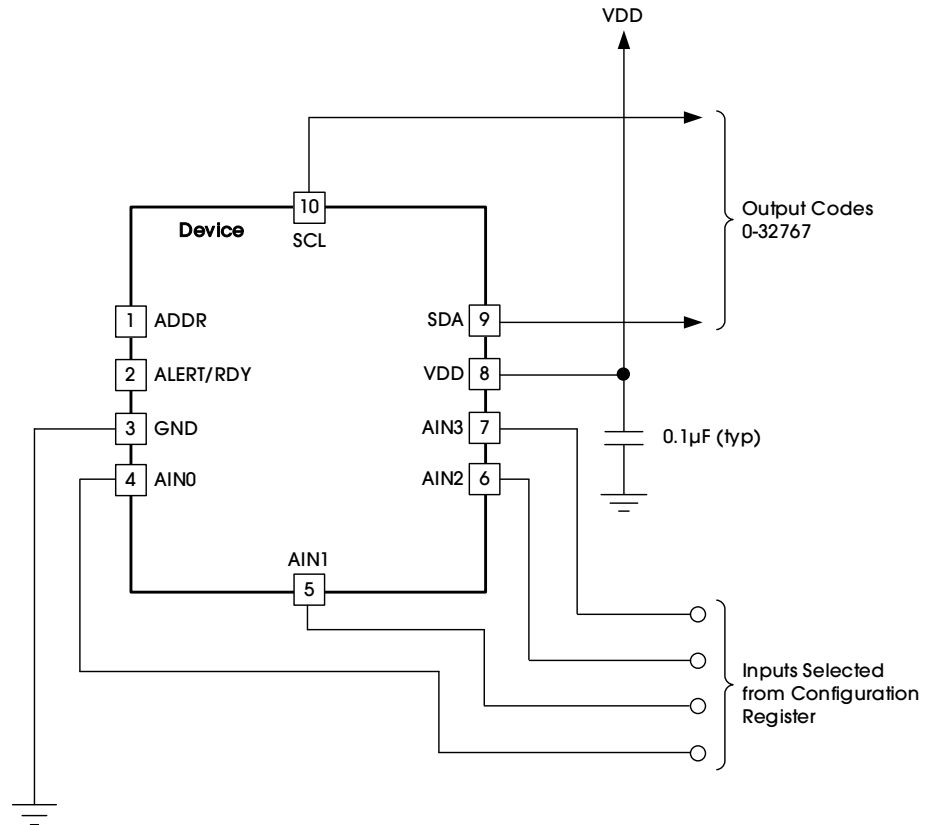 VDD
Output Codes
0-32767
10
Device
SCL
1 ADDR
SDA 9
2 ALERT/RDY
VDD 8
3 GND
AIN3 7
0.1µF (typ)
4 AIN0
AIN2 6
AIN1
5
Inputs Selected
from Configuration
Register